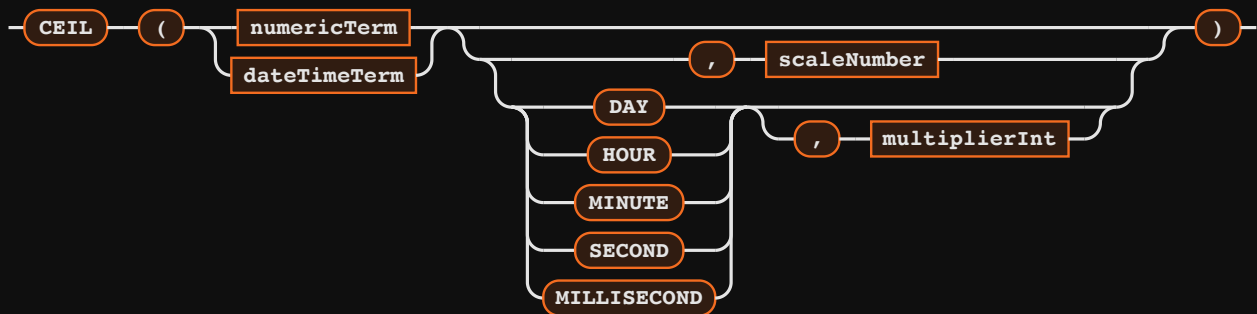 CEIL ( numericTerm )
dateTimeTerm , scaleNumber
DAY
, multiplierInt
HOUR
MINUTE
SECOND
MILLISECOND